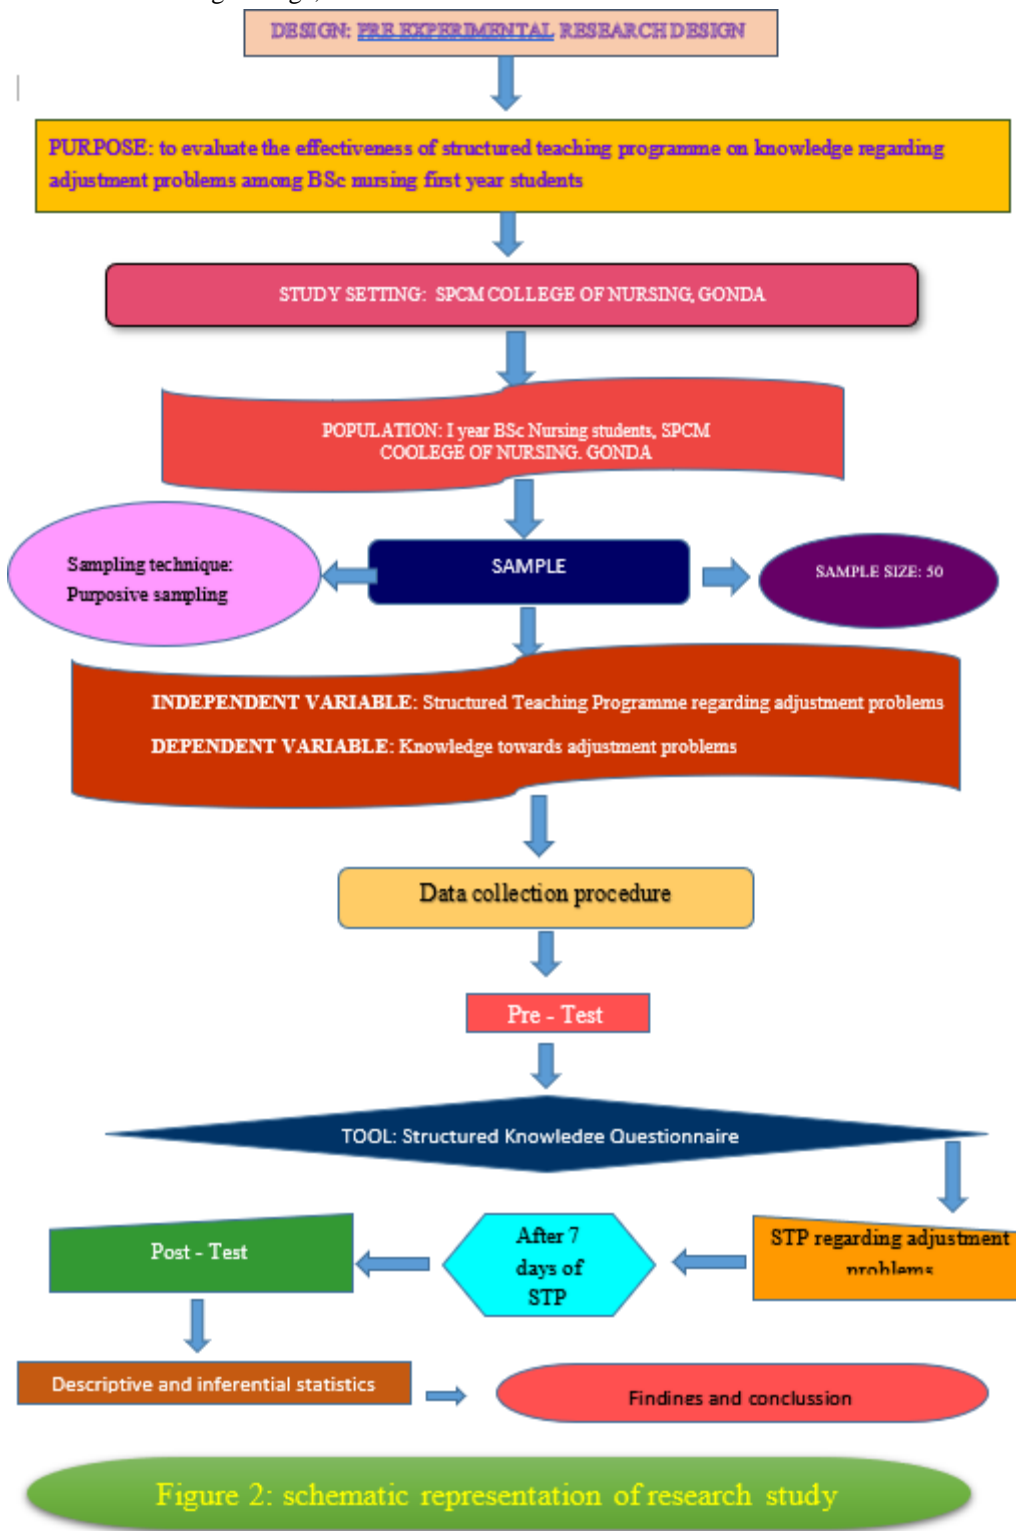 DESIGN: PRE EXPERIMENTAL RESEARCH DESIGN
PURPOSE: to evaluate the effectiveness of structured teaching programme on knowledge regarding
adjustment problems among BSc nursing first year students
STUDY SETTING: SPCM COLLEGE OF NURSING, GONDA
POPULATION: I year BSc Nursing students, SPCM
COOLEGE OF NURSING. GONDA
Sampling technique:
Purposive sampling
SAMPLE
SAMPLE SIZE: 50
INDEPENDENT VARIABLE: Structured Teaching Programme regarding adjustment problems
DEPENDENT VARIABLE: Knowledge towards adjustment problems
Data collection procedure
Pre - Test
TOOL: Structured Knowledge Questionnaire
STP regarding adjustment
problems
After 7
days of
STP
Post - Test
Descriptive and inferential statistics
Findings and conclussion
Figure 2: schematic representation of research study